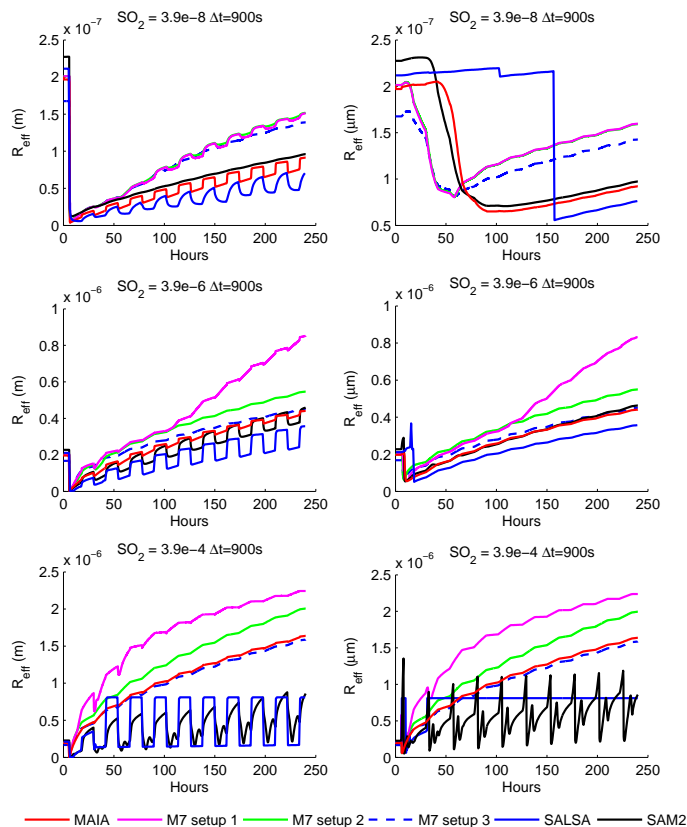 x 10⁻⁷ SO₂ = 3.9e−8 Δt=900s
R_eff (m)
2.5
2
1.5
1
0.5
0
0 50 100 150 200 250
Hours
x 10⁻⁷ SO₂ = 3.9e−8 Δt=900s
R_eff (µm)
2.5
2
1.5
1
0.5
0
0 50 100 150 200 250
Hours
x 10⁻⁶ SO₂ = 3.9e−6 Δt=900s
R_eff (m)
1
0.8
0.6
0.4
0.2
0
0 50 100 150 200 250
Hours
x 10⁻⁶ SO₂ = 3.9e−6 Δt=900s
R_eff (µm)
1
0.8
0.6
0.4
0.2
0
0 50 100 150 200 250
Hours
x 10⁻⁶ SO₂ = 3.9e−4 Δt=900s
R_eff (m)
2.5
2
1.5
1
0.5
0
0 50 100 150 200 250
Hours
x 10⁻⁶ SO₂ = 3.9e−4 Δt=900s
R_eff (µm)
2.5
2
1.5
1
0.5
0
0 50 100 150 200 250
Hours
MAIA M7 setup 1 M7 setup 2 M7 setup 3 SALSA SAM2